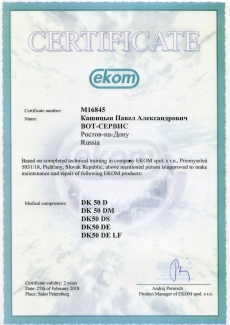 CERTIFICATE
ekom
Certificate number: M16845
Name: Кашицын Павел Александрович
ВОТ-СЕРВИС
Ростов-на-Дону
Russia
Based on completed technical training in company EKOM spol. s r.o., Priemyselná
5031/18, Piešťany, Slovak Republic, above mentioned person is approved to make
maintenance and repair of following EKOM products:
Medical compressors: DK 50 D
DK 50 DM
DK50 DS
DK50 DE
DK50 DE LF
Certificate validity: 2 years
Date: 27th of February 2018
Place: Saint Petersburg
Andrej Perniech
Product Manager of EKOM spol. s r.o.